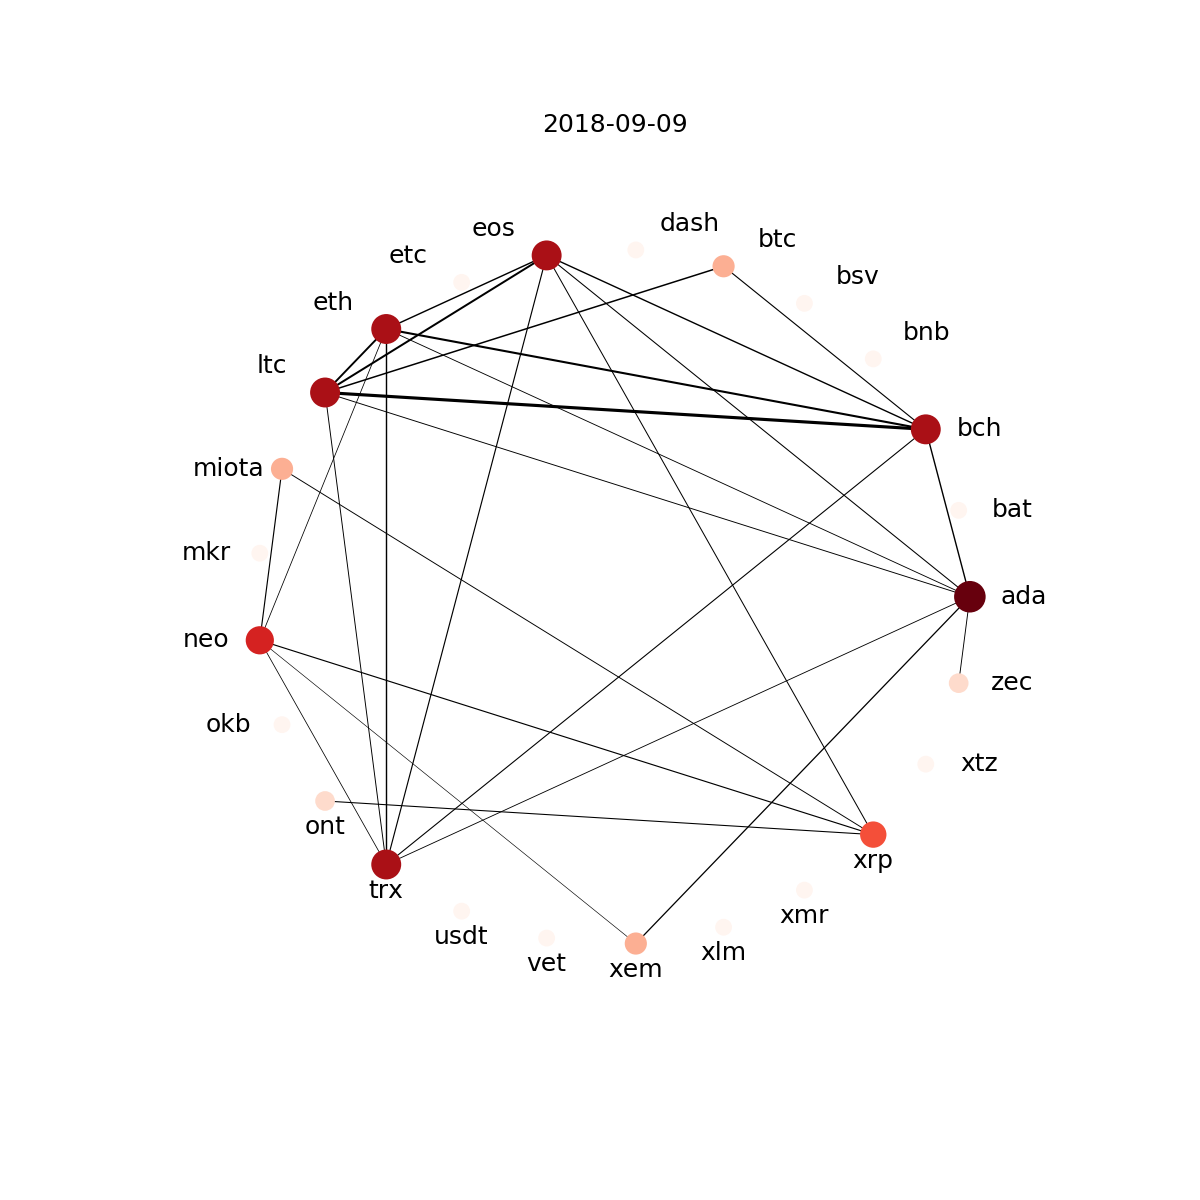 2018-09-09
dash
eos
btc
etc
bsv
eth
bnb
ltc
bch
miota
bat
mkr
ada
neo
zec
okb
xtz
ont
xrp
trx
xmr
usdt
xlm
vet
xem